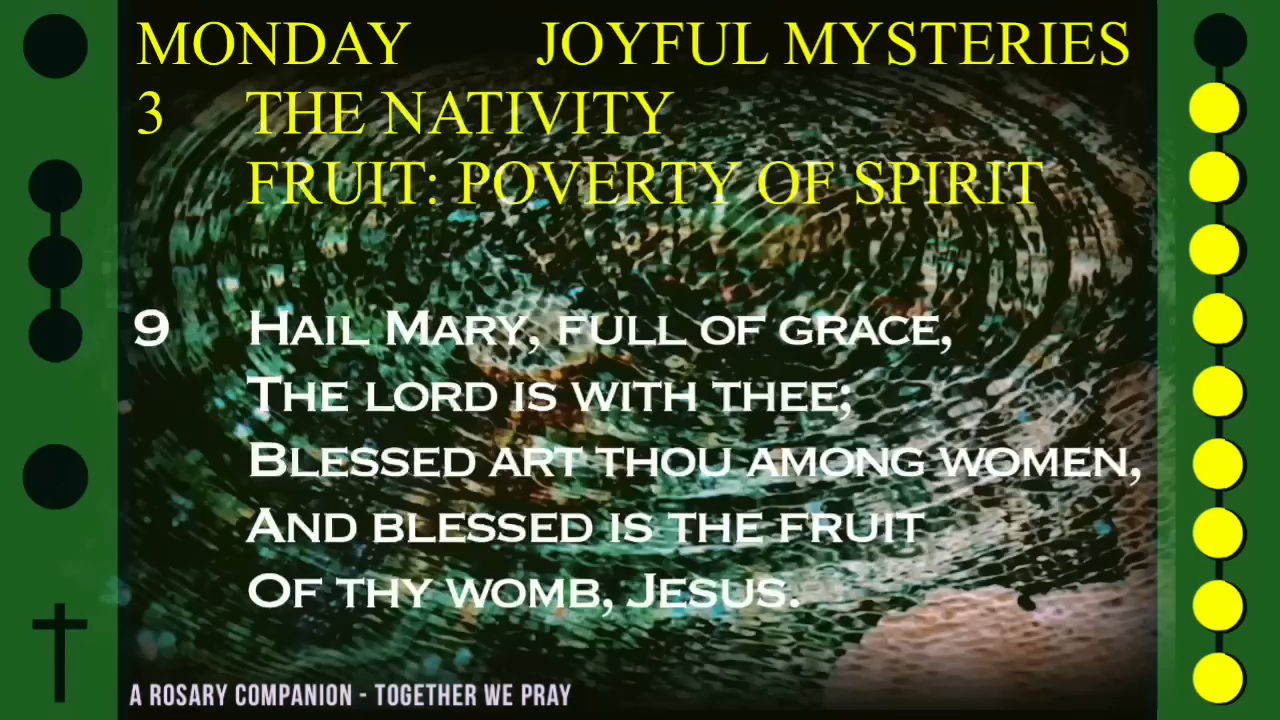 MONDAY JOYFUL MYSTERIES
3 THE NATIVITY
FRUIT: POVERTY OF SPIRIT
9 HAIL MARY, FULL OF GRACE,
THE LORD IS WITH THEE;
BLESSED ART THOU AMONG WOMEN,
AND BLESSED IS THE FRUIT
OF THY WOMB, JESUS.
A ROSARY COMPANION - TOGETHER WE PRAY